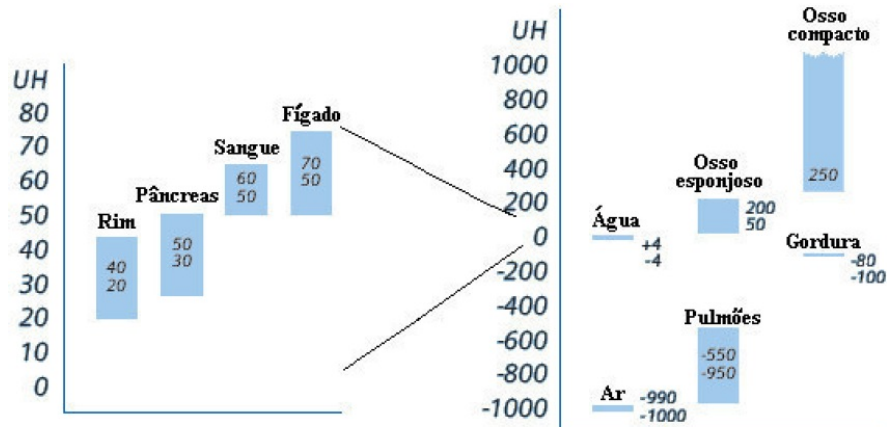 UH
80
70
60
50
40
30
20
10
0
Rim
40
20
Pâncreas
50
30
Sangue
60
50
Fígado
70
50
UH
1000
800
600
400
200
0
-200
-400
-600
-800
-1000
Água
+4
-4
Osso
esponjoso
200
50
Osso
compacto
250
Gordura
-80
-100
Pulmões
-550
-950
Ar
-990
-1000